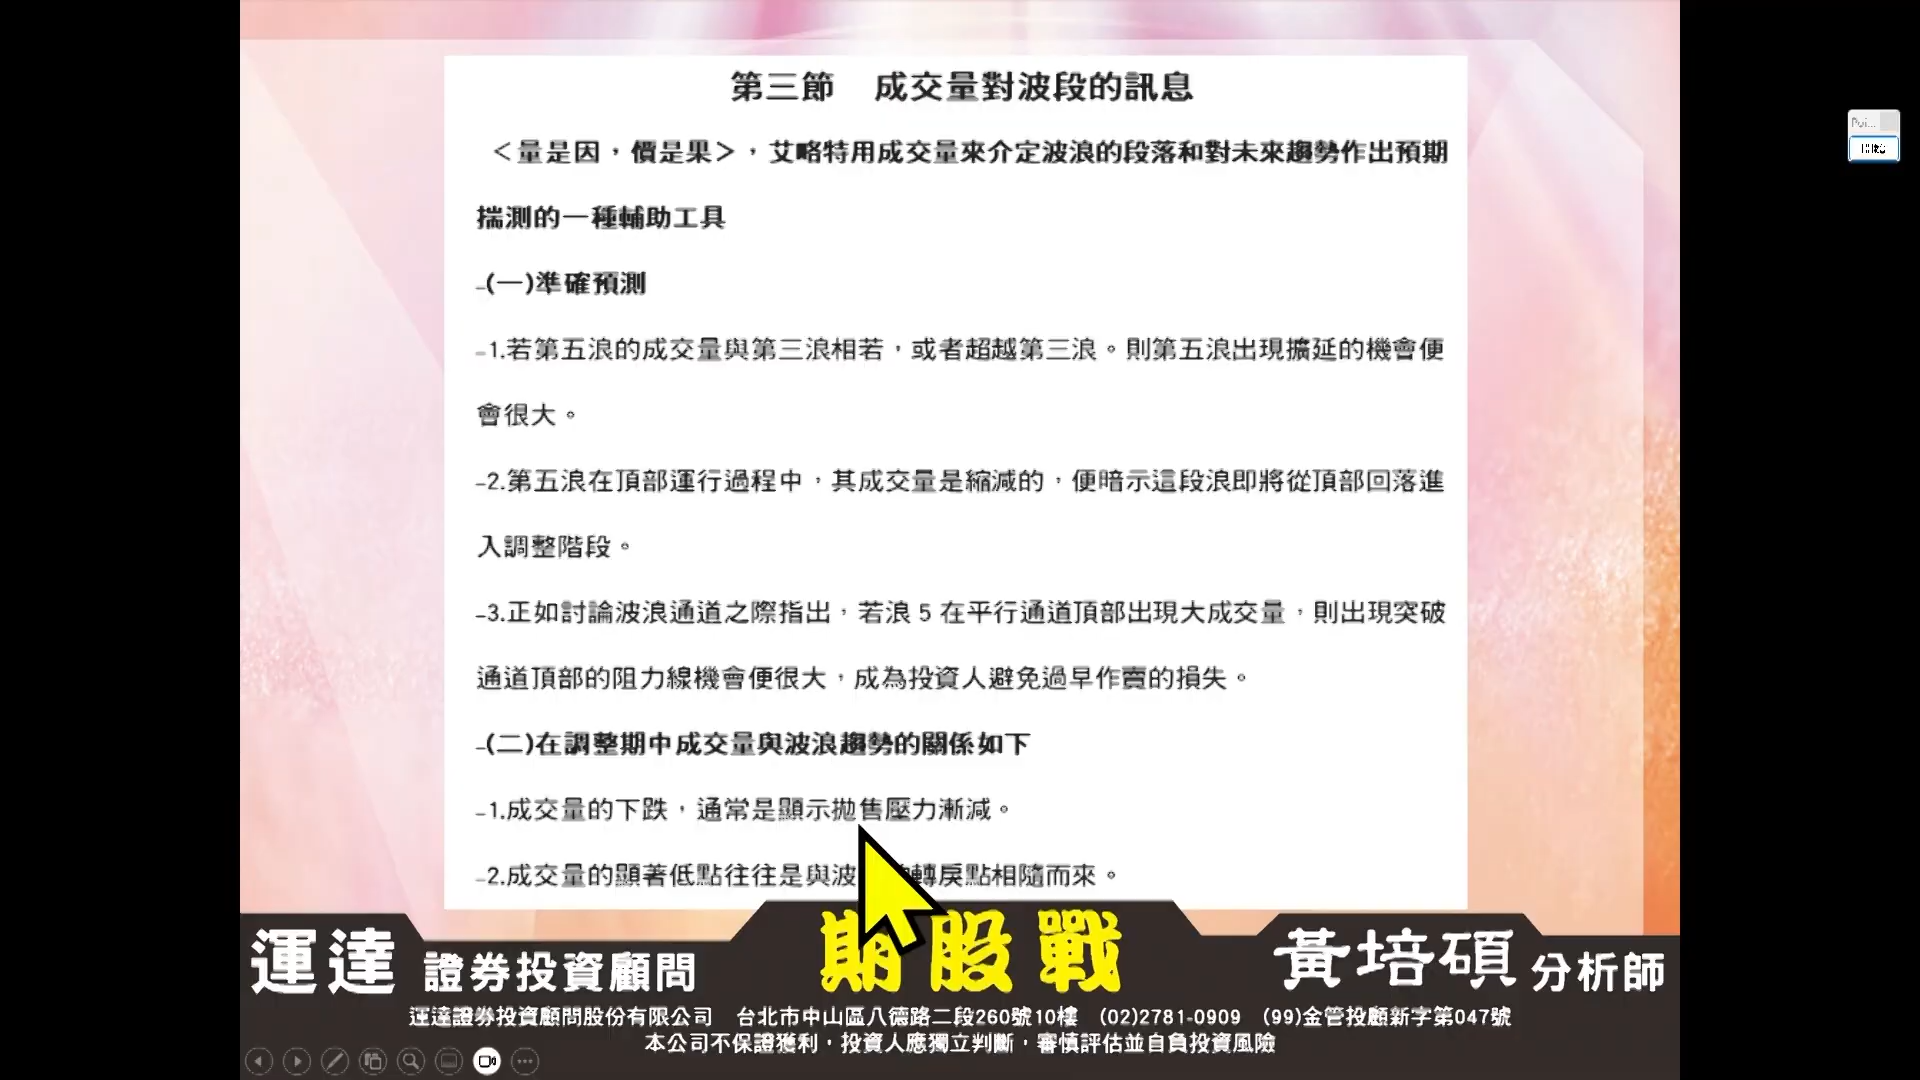 第三節 成交量對波段的訊息
＜量是因，價是果＞，艾略特用成交量來介定波浪的段落和對未來趨勢作出預期
揣測的一種輔助工具
–(一)準確預測
–1.若第五浪的成交量與第三浪相若，或者超越第三浪。則第五浪出現擴延的機會便
會很大。
–2.第五浪在頂部運行過程中，其成交量是縮減的，便暗示這段浪即將從頂部回落進
入調整階段。
–3.正如討論波浪通道之際指出，若浪 5 在平行通道頂部出現大成交量，則出現突破
通道頂部的阻力線機會便很大，成為投資人避免過早作賣的損失。
–(二)在調整期中成交量與波浪趨勢的關係如下
–1.成交量的下跌，通常是顯示拋售壓力漸減。
–2.成交量的顯著低點往往是與波 轉戾點相隨而來。
運達 證券投資顧問
期股戰
黃培碩 分析師
運達證券投資顧問股份有限公司 台北市中山區八德路二段260號10樓 (02)2781-0909 (99)金管投顧新字第047號
本公司不保證獲利，投資人應獨立判斷，審慎評估並自負投資風險